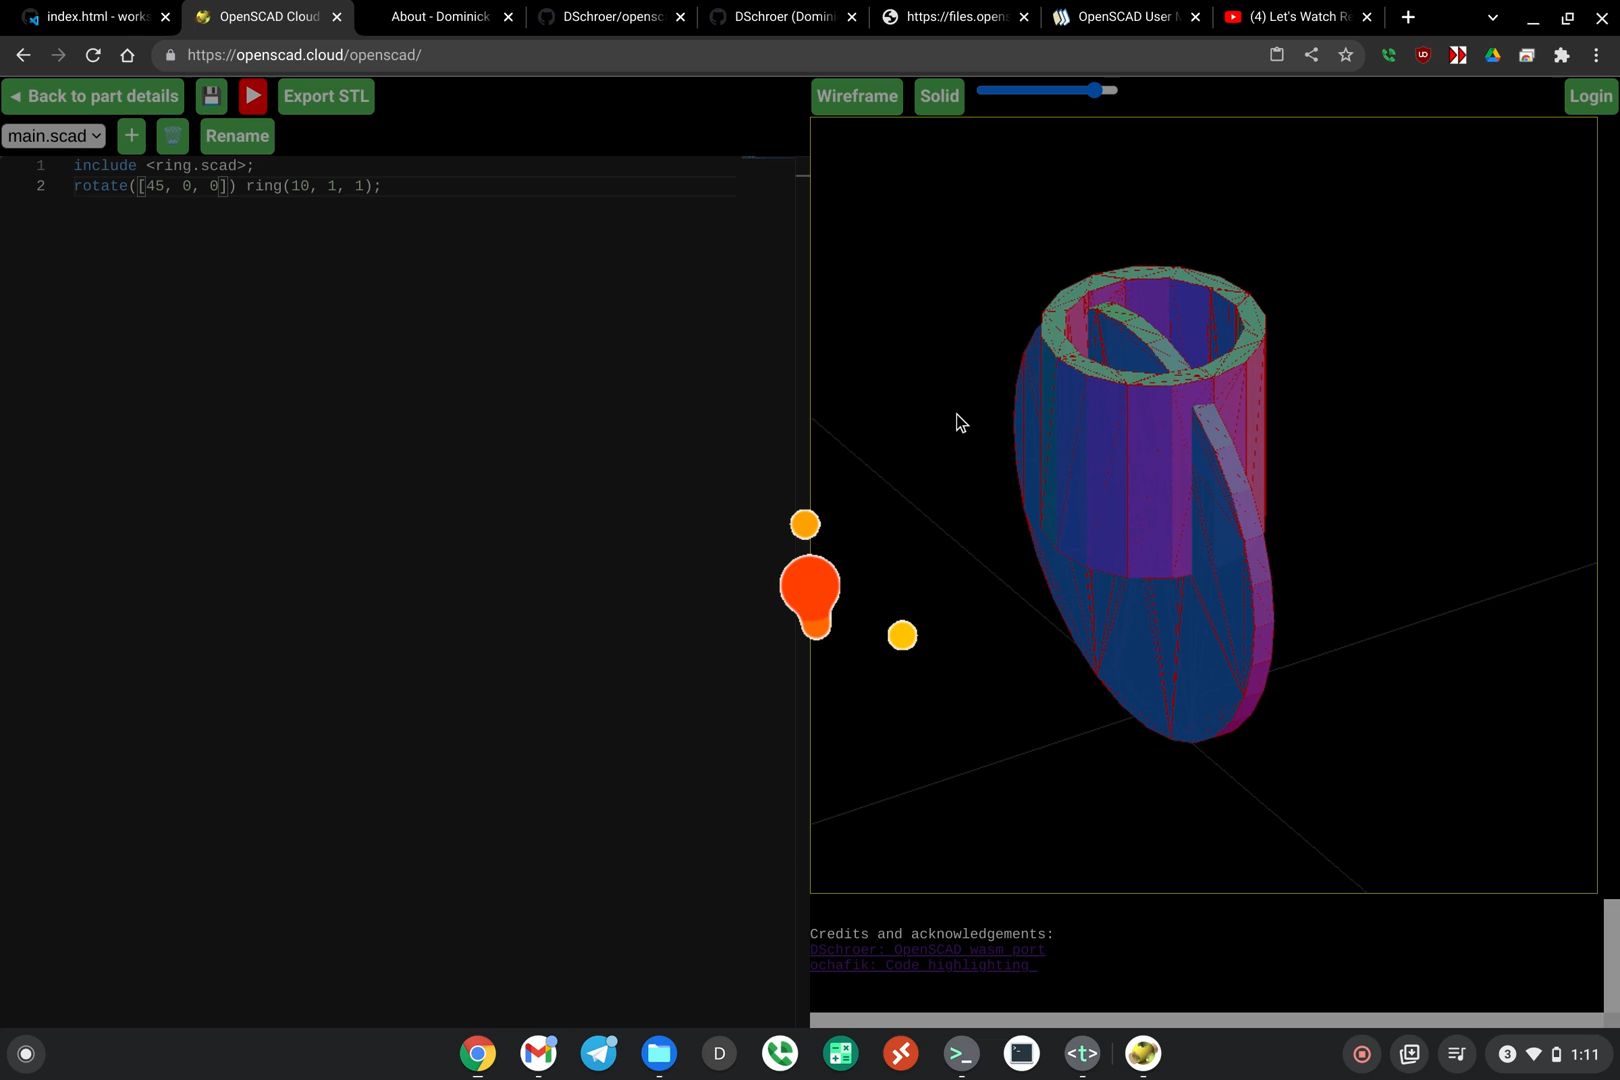 index.html - works
OpenSCAD Cloud
About - Dominick
DSchroer/opensc
DSchroer (Domini
https://files.opens
OpenSCAD User M
(4) Let's Watch Re
https://openscad.cloud/openscad/
◄ Back to part details
Export STL
Wireframe
Solid
Login
main.scad
+
Rename
1 include <ring.scad>;
2 rotate([45, 0, 0]) ring(10, 1, 1);
Credits and acknowledgements:
DSchroer: OpenSCAD wasm port
ochafik: Code highlighting
D
>_
<t>
3
1:11